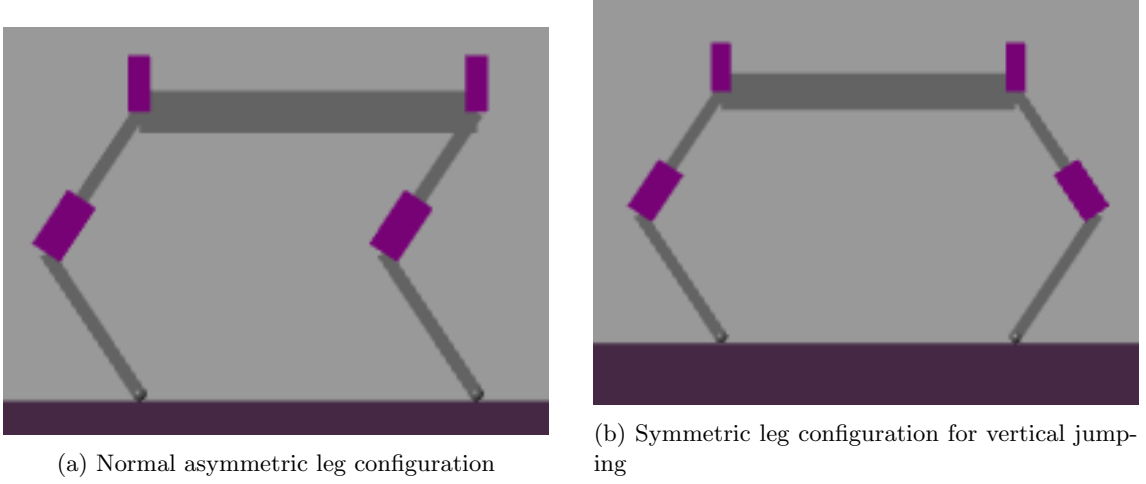 (a) Normal asymmetric leg configuration
(b) Symmetric leg configuration for vertical jump-
ing